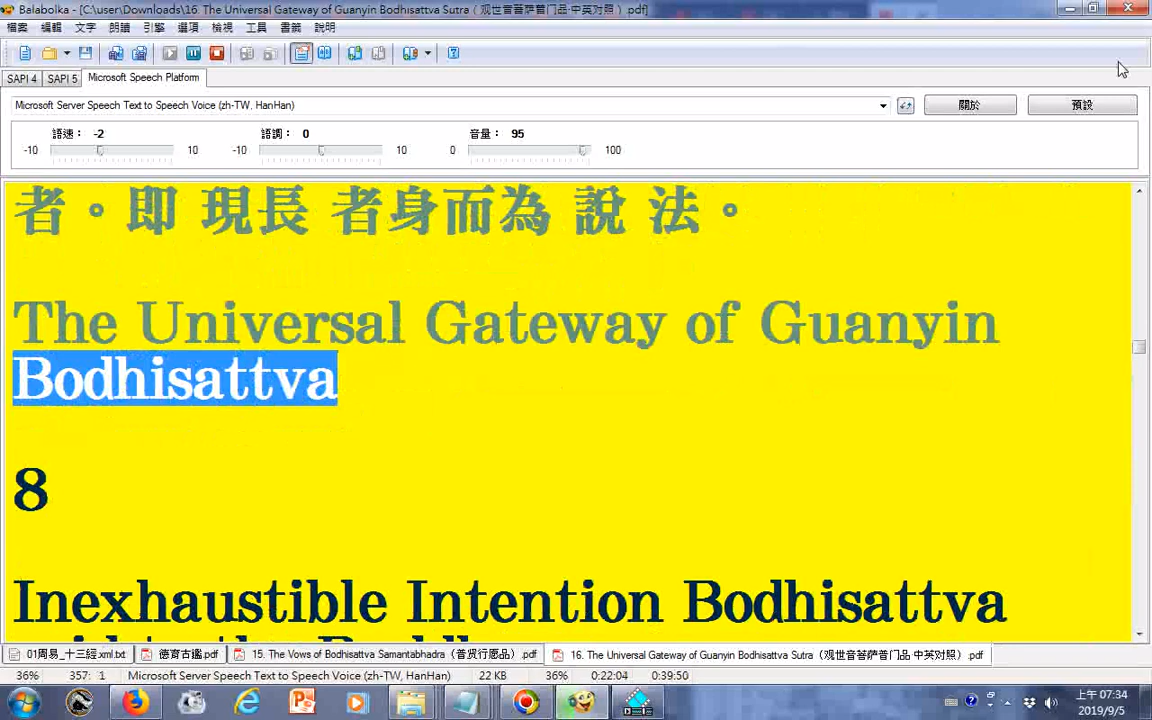 Balabolka - [C:\user\Downloads\16. The Universal Gateway of Guanyin Bodhisattva Sutra（观世音菩萨普门品·中英对照）.pdf]
檔案 編輯 文字 朗讀 引擎 選項 檢視 工具 書籤 說明
SAPI 4 SAPI 5 Microsoft Speech Platform
Microsoft Server Speech Text to Speech Voice (zh-TW, HanHan) 關於 預設
語速： -2 語調： 0 音量： 95
-10 10 -10 10 0 100
者。即 現長 者身而為 說 法。
The Universal Gateway of Guanyin
Bodhisattva
8
Inexhaustible Intention Bodhisattva
01周易_十三經.xml.txt 德育古鑑.pdf 15. The Vows of Bodhisattva Samantabhadra（普贤行愿品）.pdf 16. The Universal Gateway of Guanyin Bodhisattva Sutra（观世音菩萨普门品·中英对照）.pdf
36% 357: 1 Microsoft Server Speech Text to Speech Voice (zh-TW, HanHan) 22 KB 36% 0:22:04 0:39:50
上午 07:34
2019/9/5